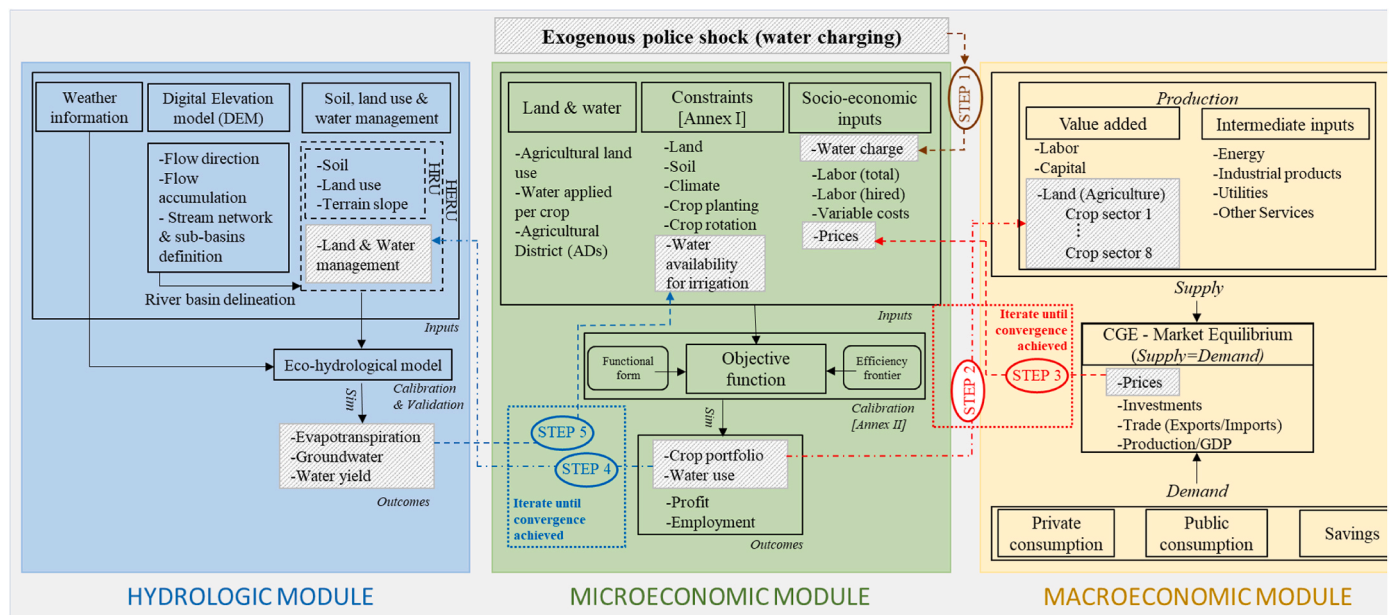 Exogenous police shock (water charging)
STEP 1
Weather
information
Digital Elevation
model (DEM)
Soil, land use &
water management
-Flow direction
-Flow
accumulation
- Stream network
& sub-basins
definition
-Soil
-Land use
-Terrain slope
HRU
HERU
-Land & Water
management
River basin delineation
Inputs
Eco-hydrological model
Calibration
& Validation
Sim
-Evapotranspiration
-Groundwater
-Water yield
Outcomes
HYDROLOGIC MODULE
Land & water
Constraints
[Annex I]
Socio-economic
inputs
-Agricultural land
use
-Water applied
per crop
-Agricultural
District (ADs)
-Land
-Soil
-Climate
-Crop planting
-Crop rotation
-Water
availability
for irrigation
-Water charge
-Labor (total)
-Labor (hired)
-Variable costs
-Prices
Inputs
Functional
form
Objective
function
Efficiency
frontier
Calibration
[Annex II]
Sim
STEP 5
STEP 4
Iterate until
convergence
achieved
-Crop portfolio
-Water use
-Profit
-Employment
Outcomes
MICROECONOMIC MODULE
Iterate until
convergence
achieved
STEP 2
STEP 3
Production
Value added
Intermediate inputs
-Labor
-Capital
-Land (Agriculture)
Crop sector 1
⋮
Crop sector 8
-Energy
-Industrial products
-Utilities
-Other Services
Supply
CGE - Market Equilibrium
(Supply=Demand)
-Prices
-Investments
-Trade (Exports/Imports)
-Production/GDP
Demand
Private
consumption
Public
consumption
Savings
MACROECONOMIC MODULE